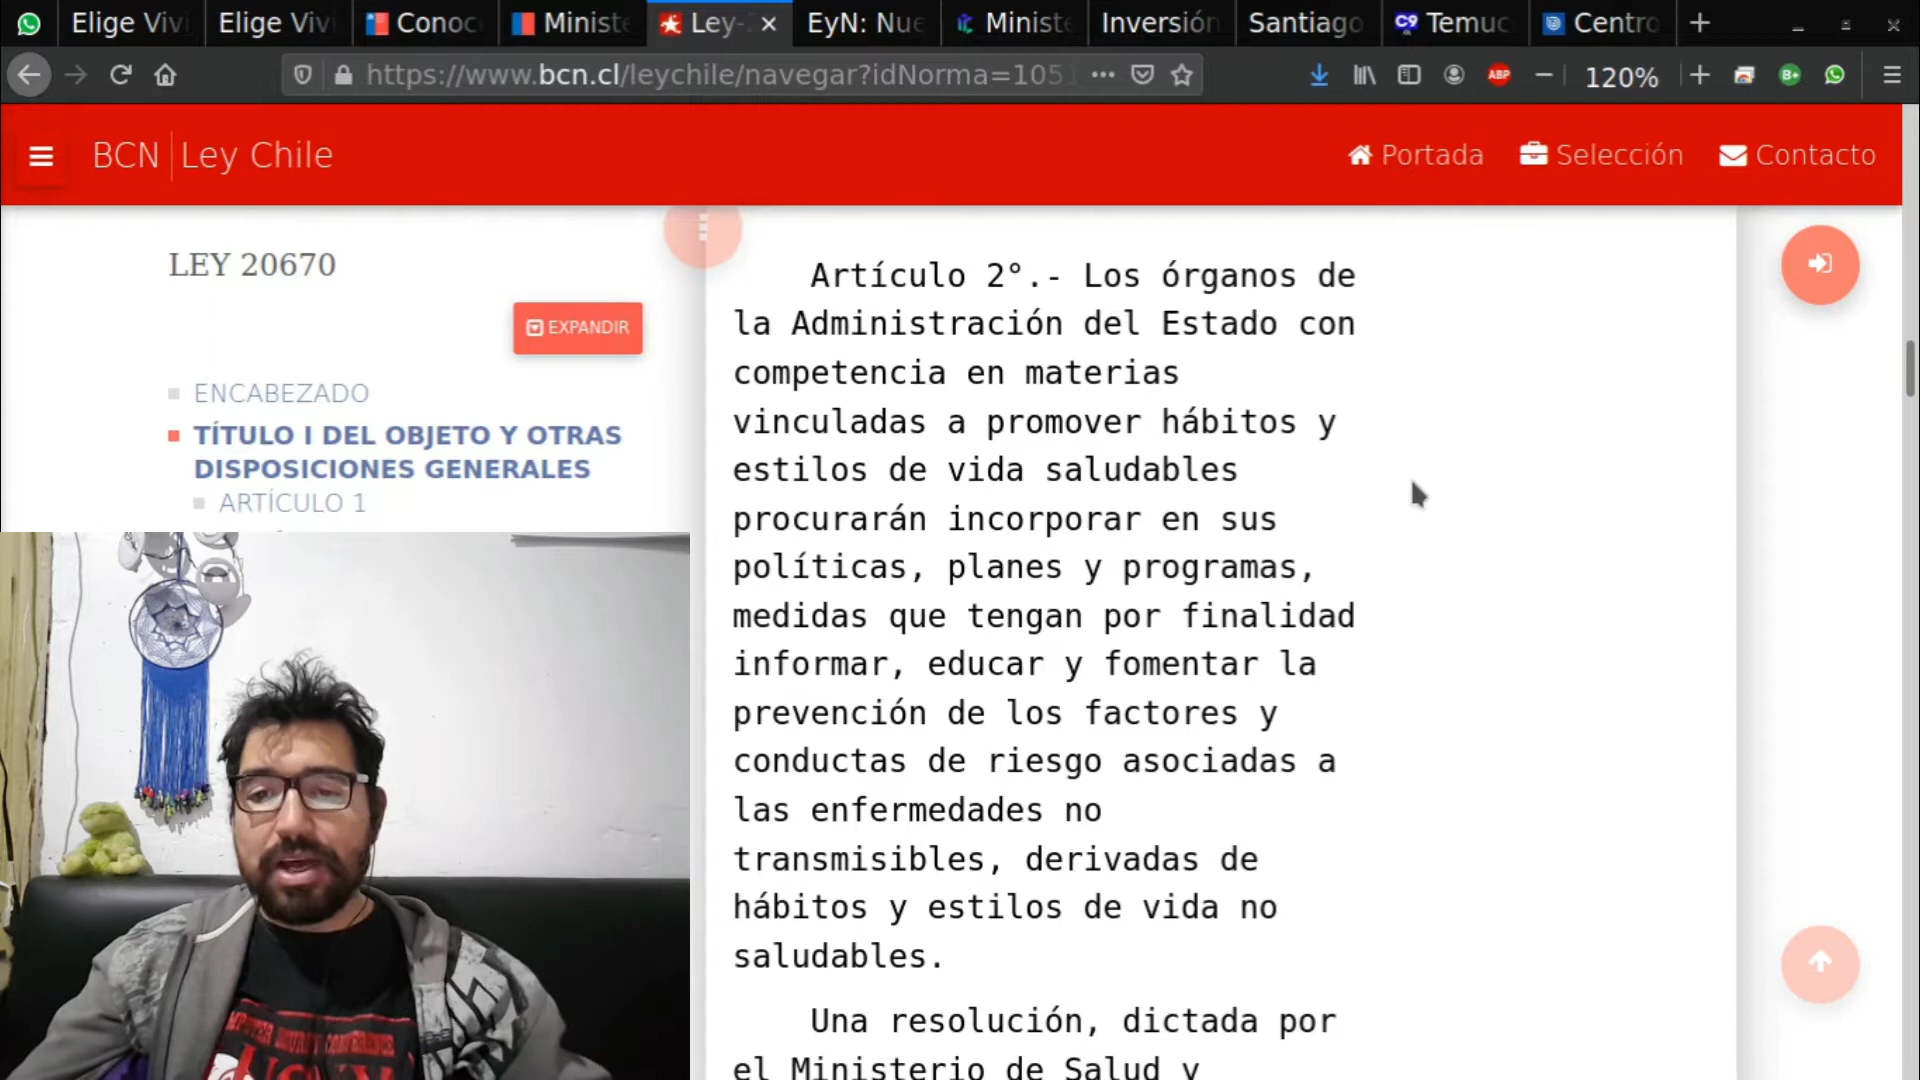 Elige Vivi
Elige Viv
Conoc
Ministe
Ley-
EyN: Nue
Ministe
Inversión
Santiago
Temuc
Centro
https://www.bcn.cl/leychile/navegar?idNorma=1051
ABP
120%
BCN | Ley Chile
Portada
Selección
Contacto
LEY 20670
EXPANDIR
ENCABEZADO
TÍTULO I DEL OBJETO Y OTRAS
DISPOSICIONES GENERALES
ARTÍCULO 1
Artículo 2°.- Los órganos de
la Administración del Estado con
competencia en materias
vinculadas a promover hábitos y
estilos de vida saludables
procurarán incorporar en sus
políticas, planes y programas,
medidas que tengan por finalidad
informar, educar y fomentar la
prevención de los factores y
conductas de riesgo asociadas a
las enfermedades no
transmisibles, derivadas de
hábitos y estilos de vida no
saludables.
Una resolución, dictada por
el Ministerio de Salud y